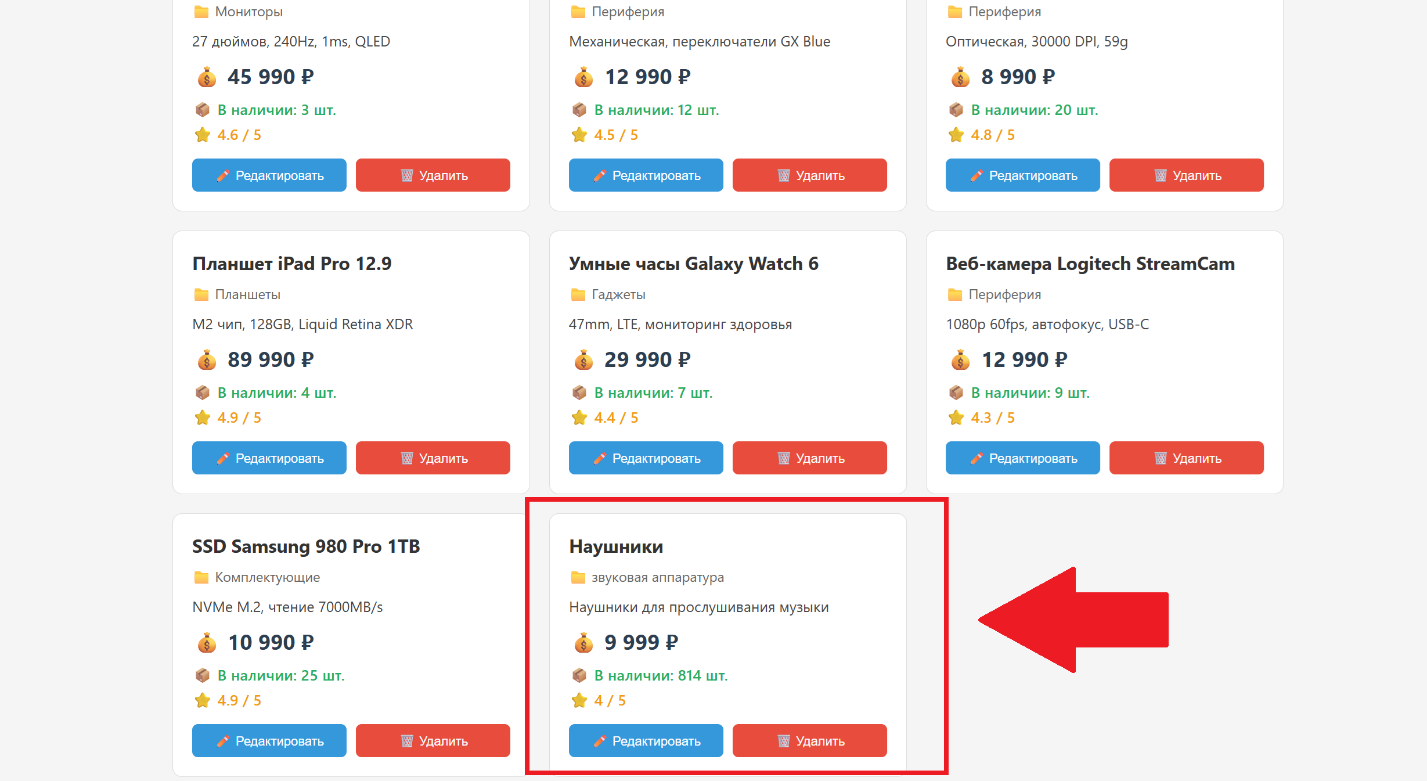 Мониторы
27 дюймов, 240Hz, 1ms, QLED
45 990 ₽
В наличии: 3 шт.
4.6 / 5
Редактировать
Удалить
Периферия
Механическая, переключатели GX Blue
12 990 ₽
В наличии: 12 шт.
4.5 / 5
Редактировать
Удалить
Периферия
Оптическая, 30000 DPI, 59g
8 990 ₽
В наличии: 20 шт.
4.8 / 5
Редактировать
Удалить
Планшет iPad Pro 12.9
Планшеты
M2 чип, 128GB, Liquid Retina XDR
89 990 ₽
В наличии: 4 шт.
4.9 / 5
Редактировать
Удалить
Умные часы Galaxy Watch 6
Гаджеты
47mm, LTE, мониторинг здоровья
29 990 ₽
В наличии: 7 шт.
4.4 / 5
Редактировать
Удалить
Веб-камера Logitech StreamCam
Периферия
1080p 60fps, автофокус, USB-C
12 990 ₽
В наличии: 9 шт.
4.3 / 5
Редактировать
Удалить
SSD Samsung 980 Pro 1TB
Комплектующие
NVMe M.2, чтение 7000MB/s
10 990 ₽
В наличии: 25 шт.
4.9 / 5
Редактировать
Удалить
Наушники
звуковая аппаратура
Наушники для прослушивания музыки
9 999 ₽
В наличии: 814 шт.
4 / 5
Редактировать
Удалить